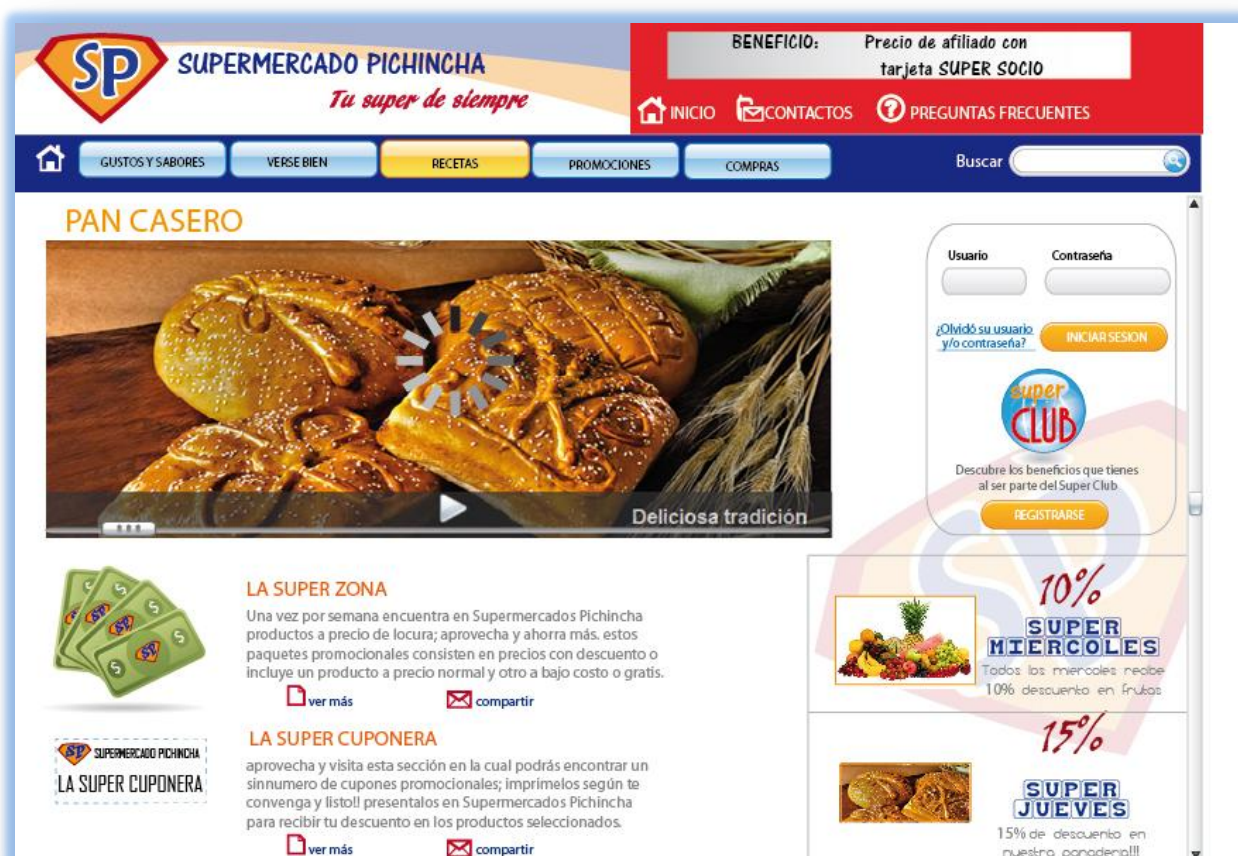 SP SUPERMERCADO PICHINCHA
Tu super de siempre
BENEFICIO: Precio de afiliado con
tarjeta SUPER SOCIO
INICIO CONTACTOS ? PREGUNTAS FRECUENTES
GUSTOS Y SABORES VERSE BIEN RECETAS PROMOCIONES COMPRAS Buscar
PAN CASERO
Deliciosa tradición
Usuario Contraseña
¿Olvidó su usuario
y/o contraseña?
INICIAR SESION
super
CLUB
Descubre los beneficios que tienes
al ser parte del Super Club
REGISTRARSE
LA SUPER ZONA
Una vez por semana encuentra en Supermercados Pichincha
productos a precio de locura; aprovecha y ahorra más. estos
paquetes promocionales consisten en precios con descuento o
incluye un producto a precio normal y otro a bajo costo o gratis.
ver más compartir
SP SUPERMERCADO PICHINCHA
LA SUPER CUPONERA
LA SUPER CUPONERA
aprovecha y visita esta sección en la cual podrás encontrar un
sinnumero de cupones promocionales; imprímelos según te
convenga y listo!! presentalos en Supermercados Pichincha
para recibir tu descuento en los productos seleccionados.
ver más compartir
10%
SUPER
MIERCOLES
Todos los miercoles recibe
10% descuento en frutas
15%
SUPER
JUEVES
15% de descuento en
nuestra panaderia!!!